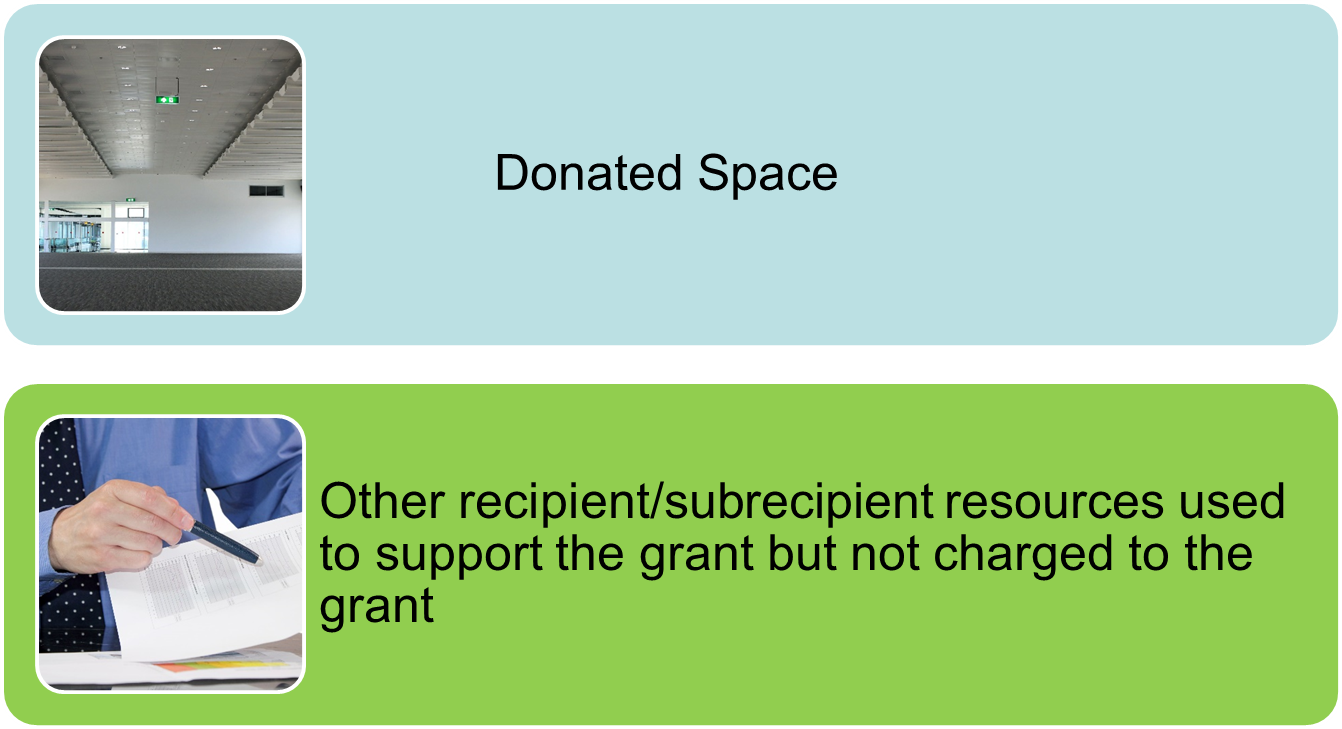 Donated Space
Other recipient/subrecipient resources used
to support the grant but not charged to the
grant